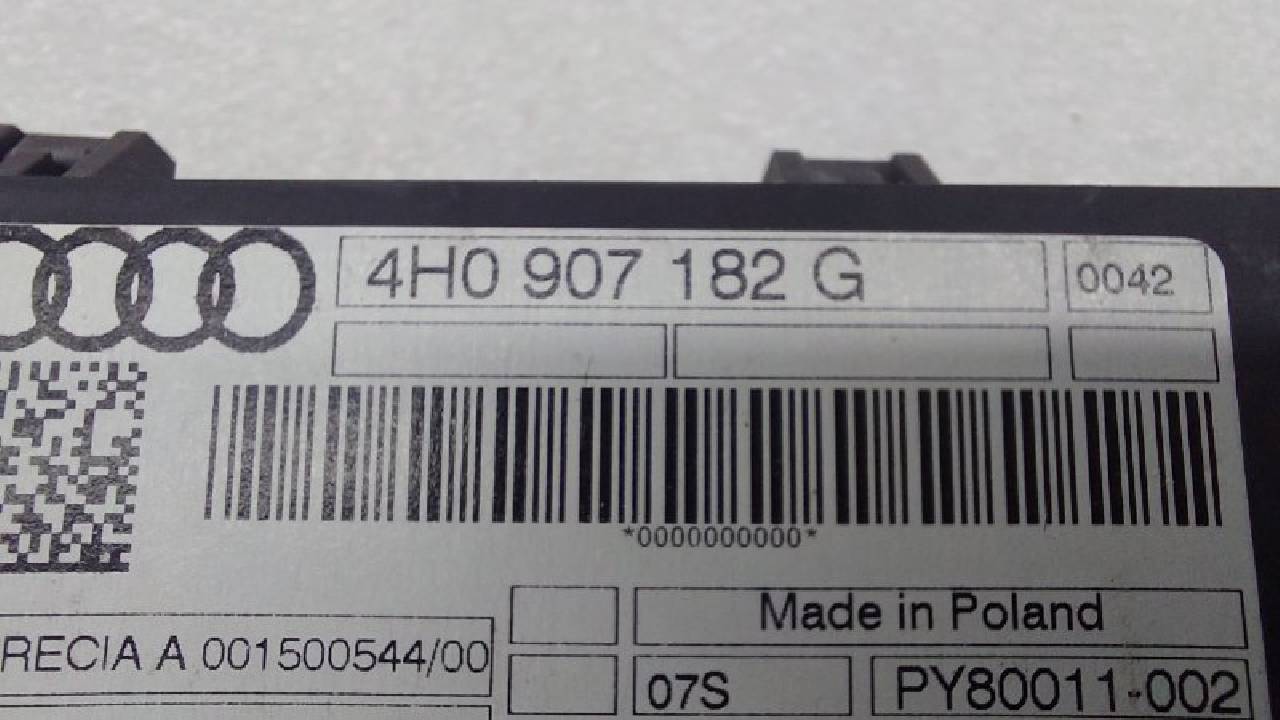 4H0 907 182 G 0042
*0000000000*
Made in Poland
RECIA A 001500544/00
07S PY80011-002